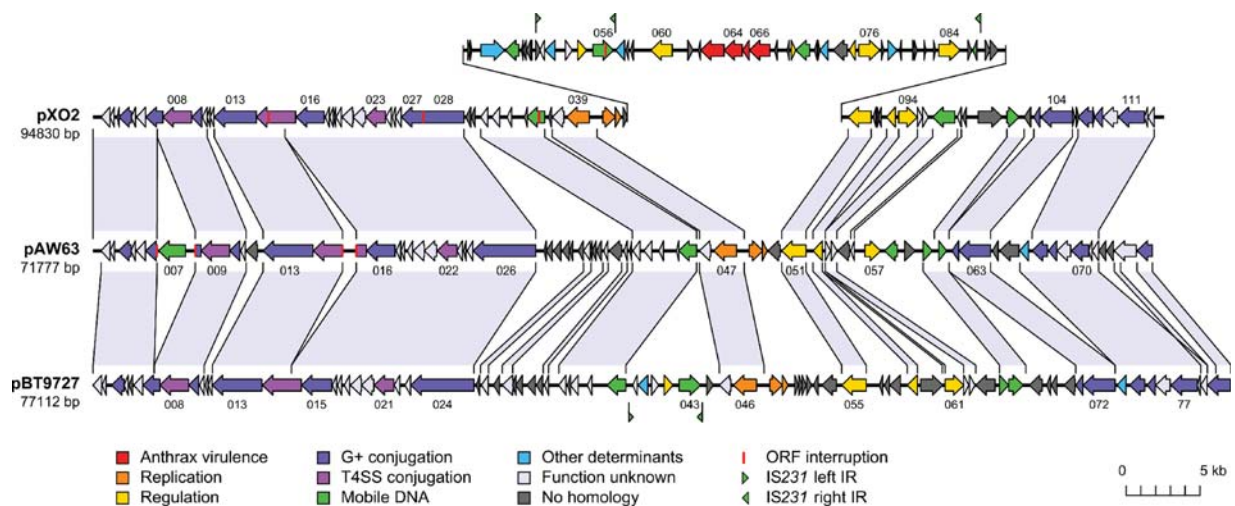 056 060 064 066 076 084
008 013 016 023 027 028 039 094 104 111
pXO2
94830 bp
pAW63
71777 bp
007 009 013 016 022 026 047 051 057 063 070
pBT9727
77112 bp
008 013 015 021 024 043 046 055 061 072 77
Anthrax virulence G+ conjugation Other determinants ORF interruption
Replication T4SS conjugation Function unknown IS231 left IR
Regulation Mobile DNA No homology IS231 right IR
0 5 kb